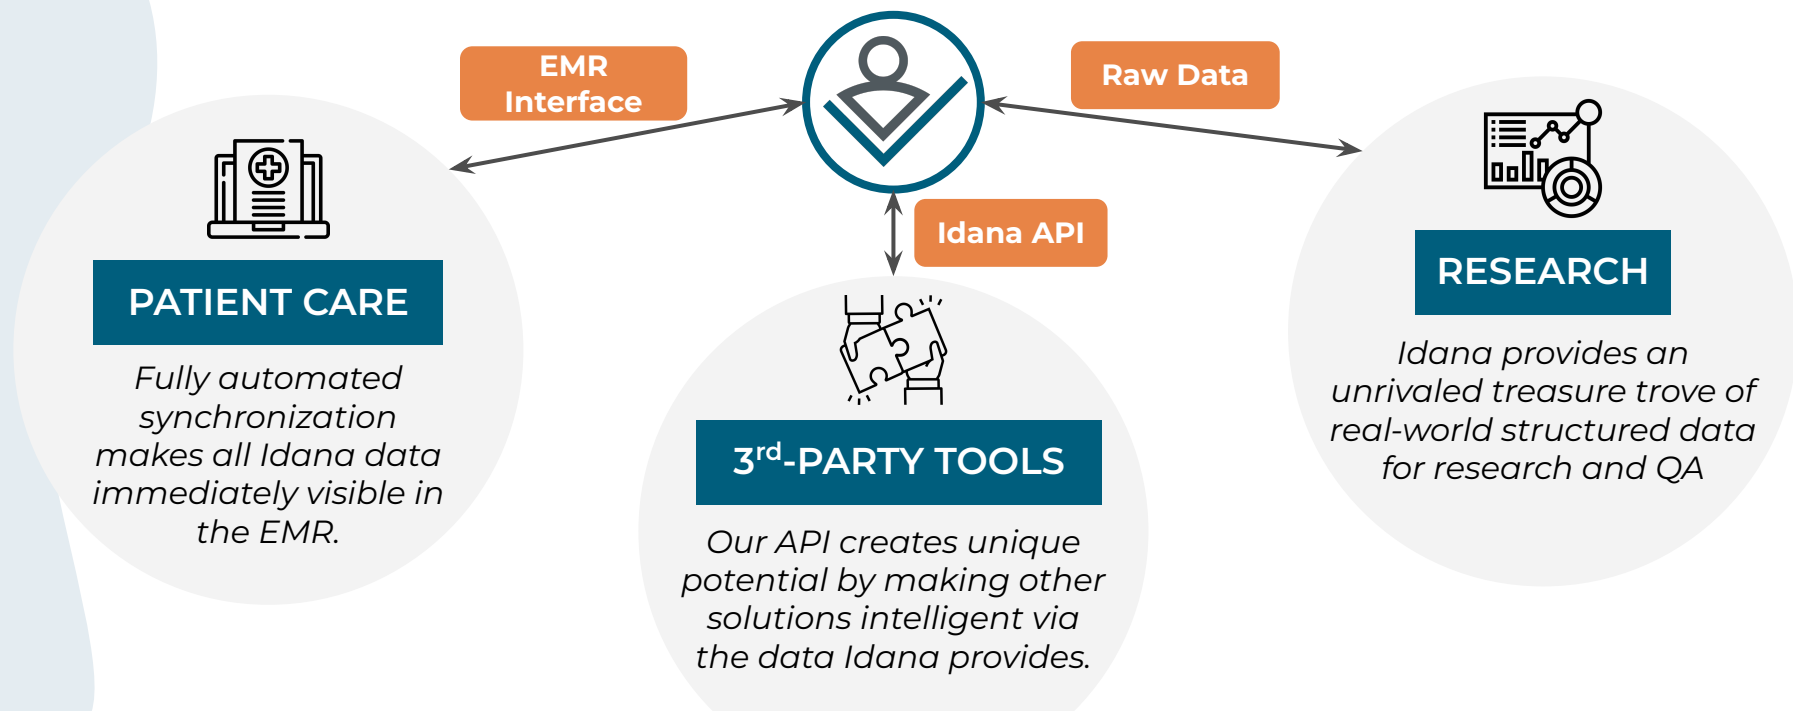 EMR
Interface
Raw Data
Idana API
PATIENT CARE
Fully automated
synchronization
makes all Idana data
immediately visible in
the EMR.
3rd-PARTY TOOLS
Our API creates unique
potential by making other
solutions intelligent via
the data Idana provides.
RESEARCH
Idana provides an
unrivaled treasure trove of
real-world structured data
for research and QA